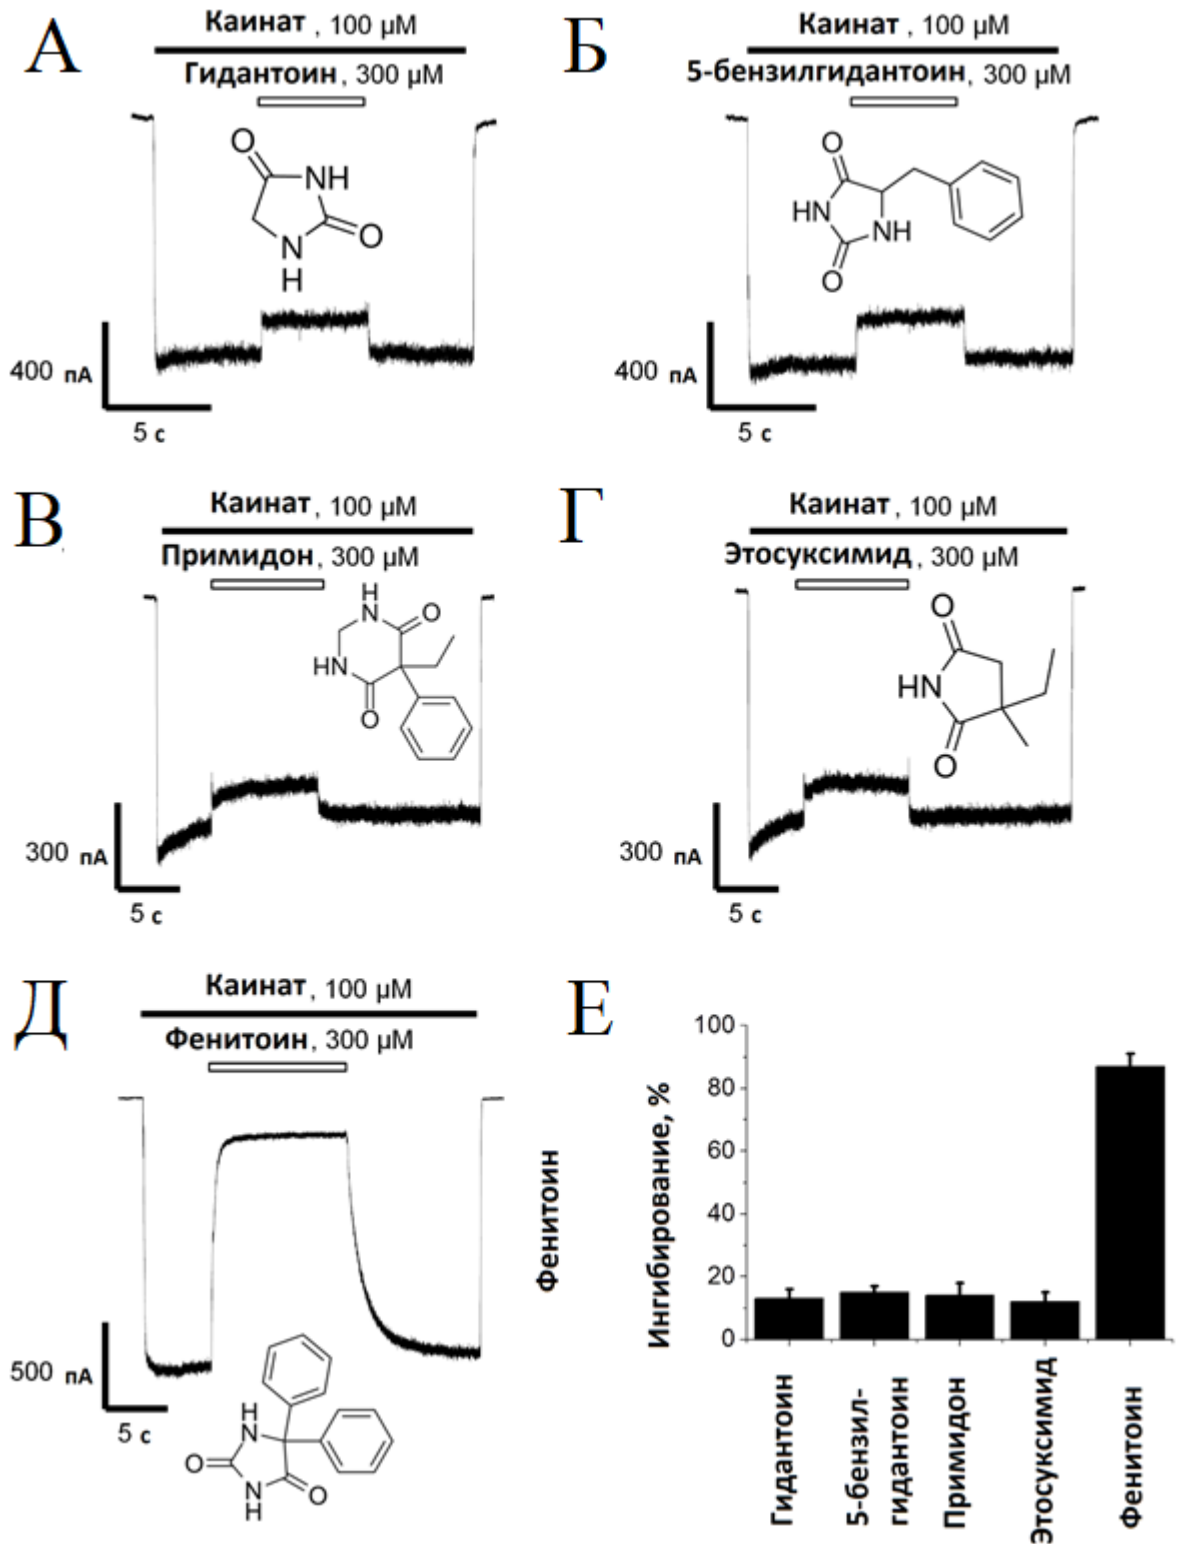 А
Каинат, 100 µM
Гидантоин, 300 µM
O
NH
O
N
H
400 пА
5 с
Б
Каинат, 100 µM
5-бензилгидантоин, 300 µM
O
HN
NH
O
400 пА
5 с
В
Каинат, 100 µM
Примидон, 300 µM
H
N
O
HN
O
300 пА
5 с
Г
Каинат, 100 µM
Этосуксимид, 300 µM
O
HN
O
300 пА
5 с
Д
Каинат, 100 µM
Фенитоин, 300 µM
500 пА
5 с
H
N
O
N
H
O
Фенитоин
Е
Ингибирование, %
100
80
60
40
20
0
Гидантоин
5-бензил-
гидантоин
Примидон
Этосуксимид
Фенитоин